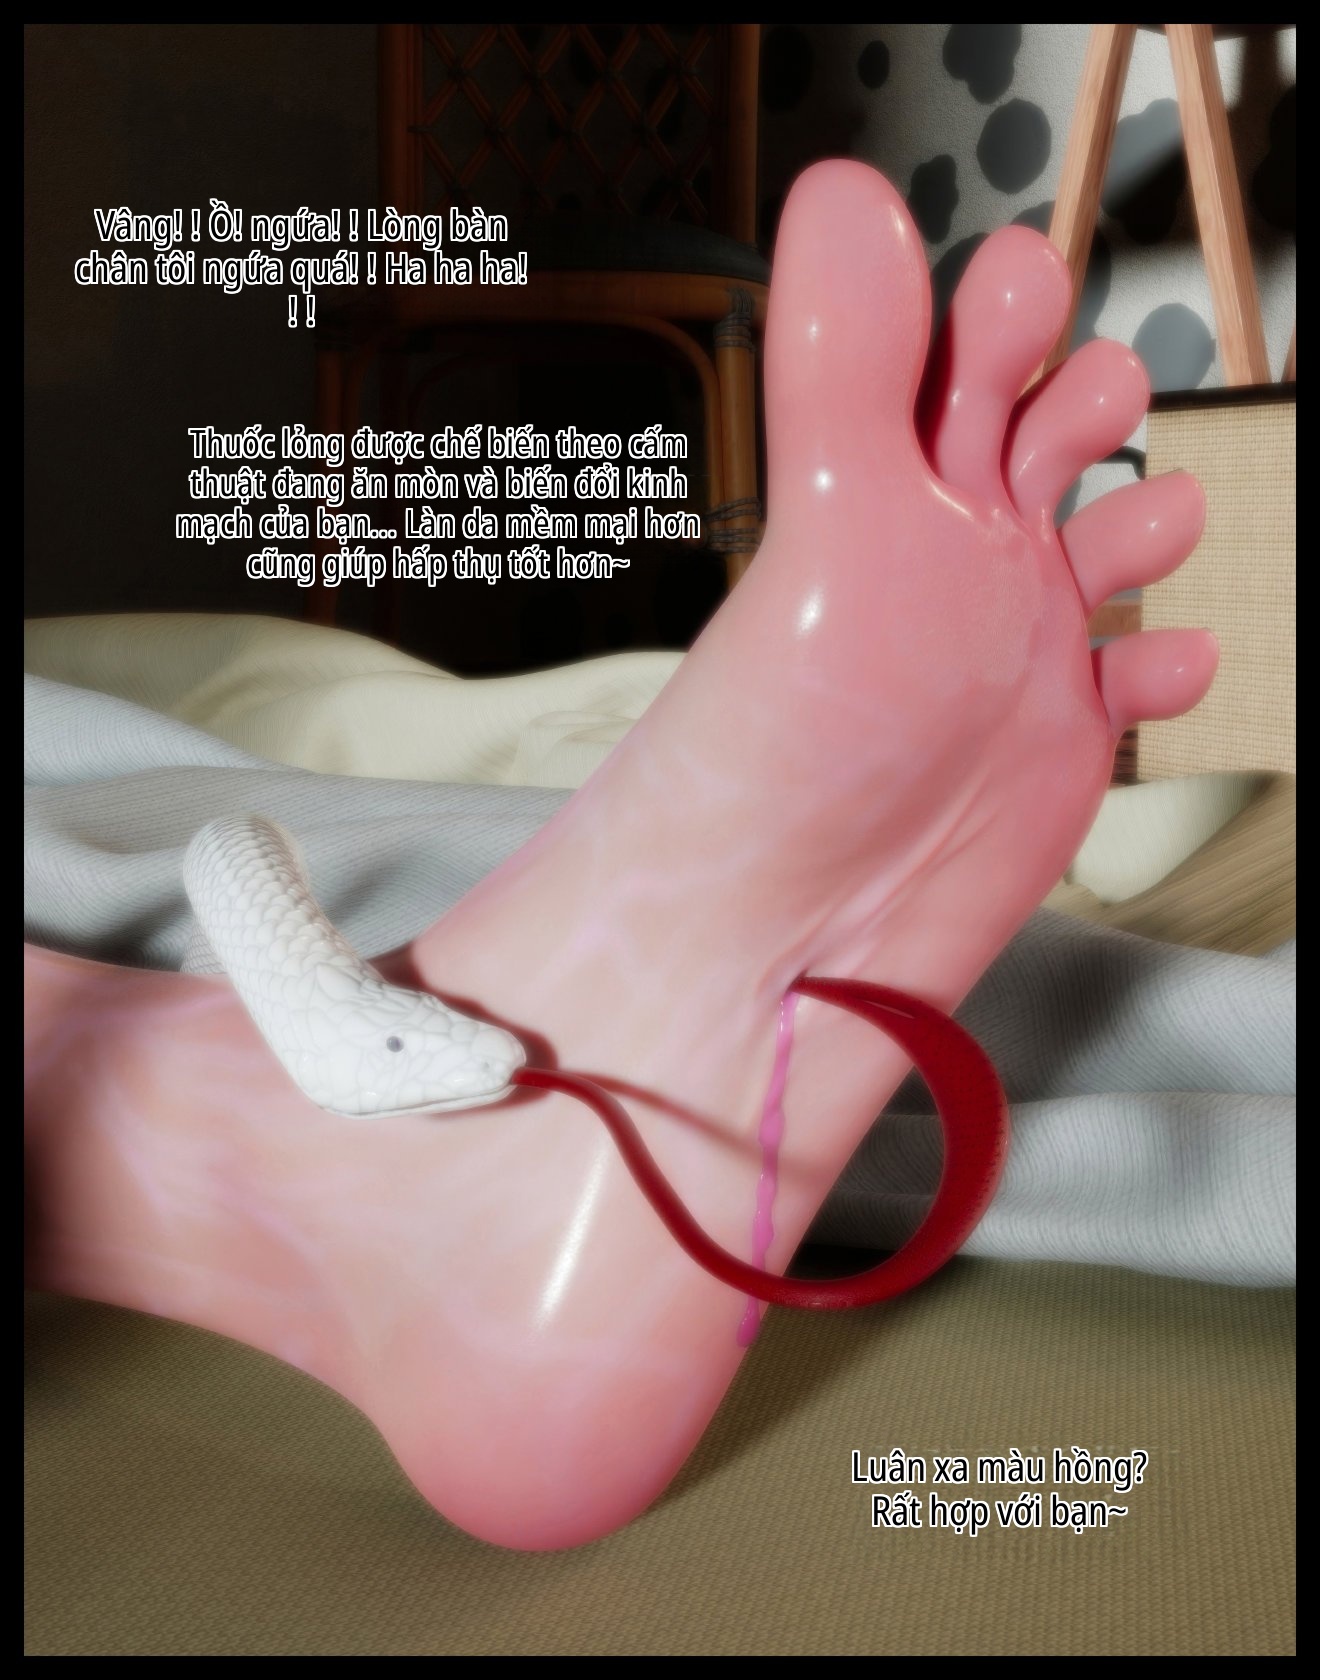 Vâng! ! Ồ! ngứa! ! Lòng bàn
chân tôi ngứa quá! ! Ha ha ha!
! !
Thuốc lỏng được chế biến theo cấm
thuật đang ăn mòn và biến đổi kinh
mạch của bạn... Làn da mềm mại hơn
cũng giúp hấp thụ tốt hơn~
Luân xa màu hồng?
Rất hợp với bạn~